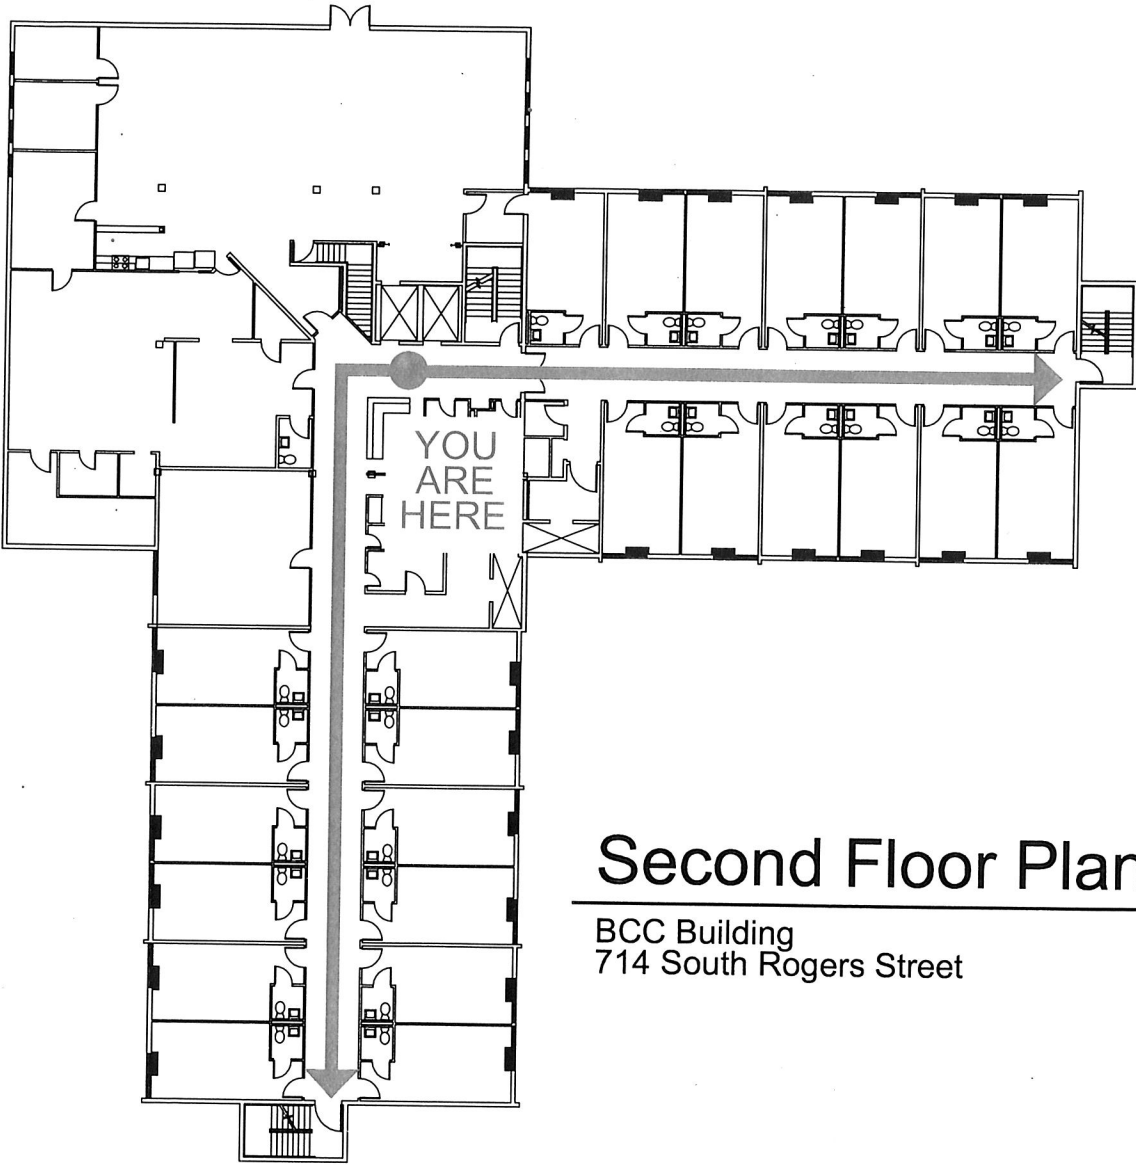 YOU
ARE
HERE
Second Floor Plan
BCC Building
714 South Rogers Street